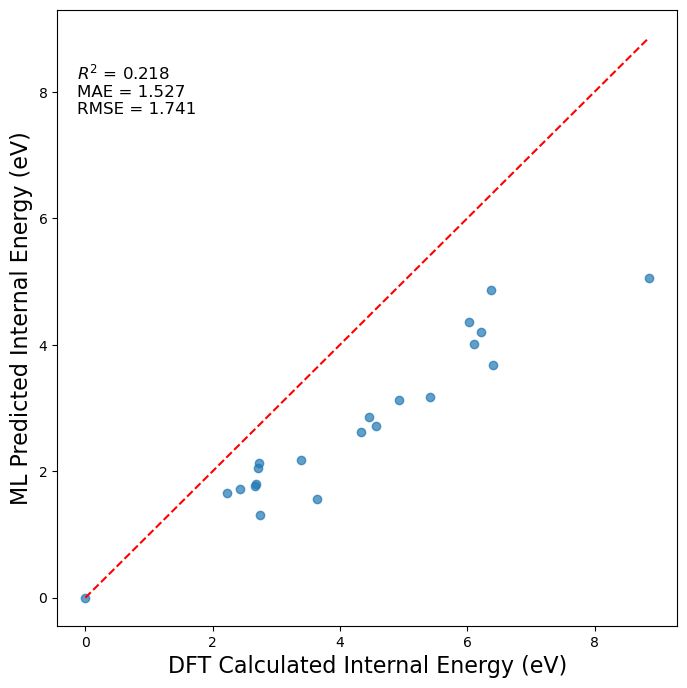 R² = 0.218
MAE = 1.527
RMSE = 1.741
ML Predicted Internal Energy (eV)
8
6
4
2
0
0 2 4 6 8
DFT Calculated Internal Energy (eV)